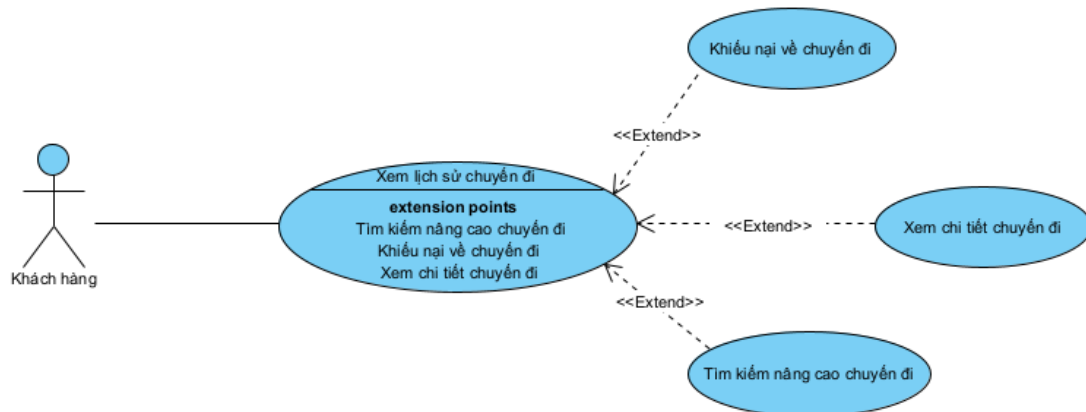 Khiếu nại về chuyến đi
<<Extend>>
Xem lịch sử chuyến đi
extension points
Tìm kiếm nâng cao chuyến đi
Khiếu nại về chuyến đi
Xem chi tiết chuyến đi
<<Extend>>
Xem chi tiết chuyến đi
Khách hàng
<<Extend>>
Tìm kiếm nâng cao chuyến đi